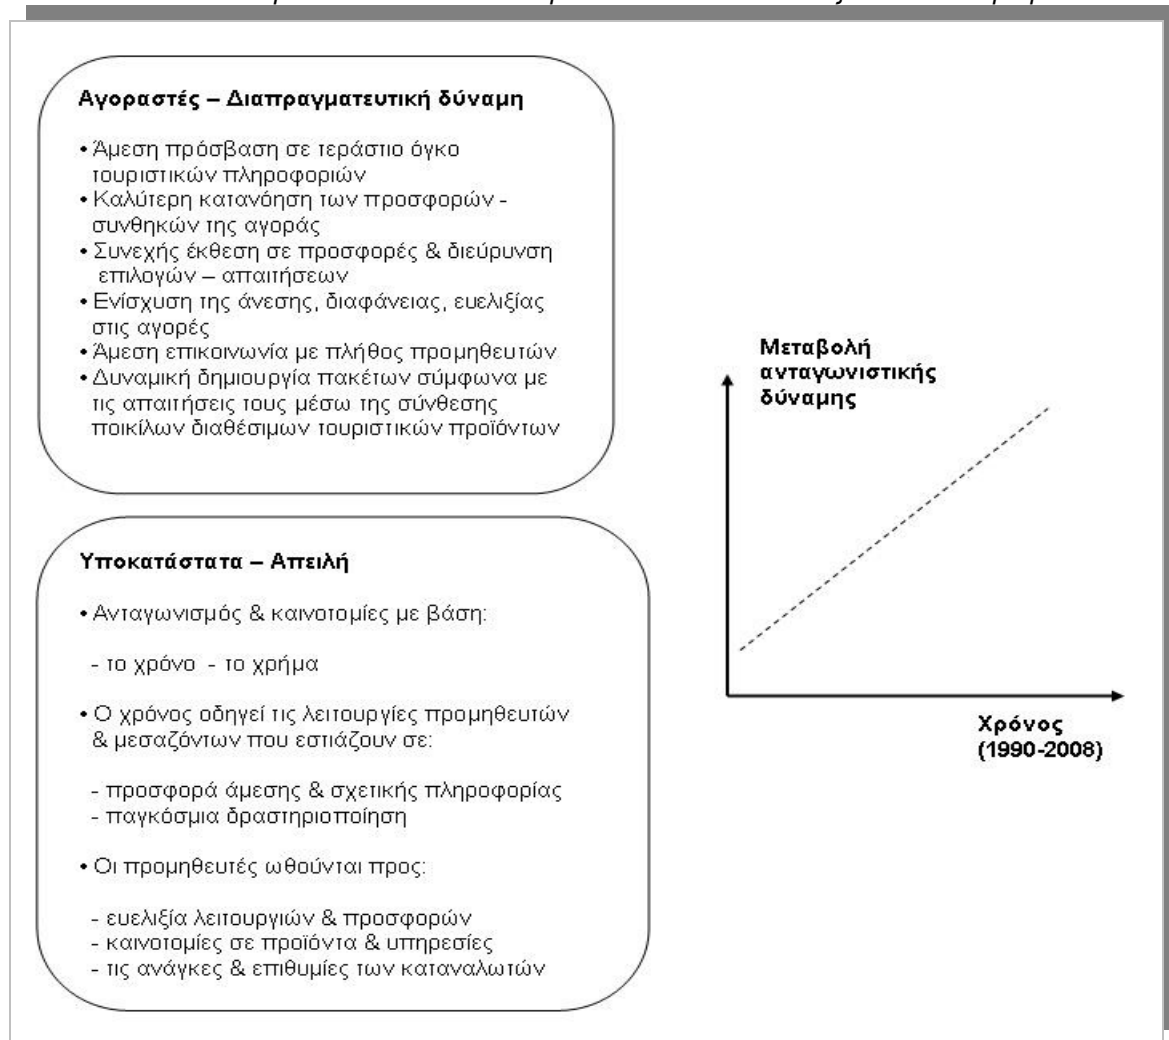 Αγοραστές – Διαπραγματευτική δύναμη
• Άμεση πρόσβαση σε τεράστιο όγκο
τουριστικών πληροφοριών
• Καλύτερη κατανόηση των προσφορών -
συνθηκών της αγοράς
• Συνεχής έκθεση σε προσφορές & διεύρυνση
επιλογών – απαιτήσεων
• Ενίσχυση της άνεσης, διαφάνειας, ευελιξίας
στις αγορές
• Άμεση επικοινωνία με πλήθος προμηθευτών
• Δυναμική δημιουργία πακέτων σύμφωνα με
τις απαιτήσεις τους μέσω της σύνθεσης
ποικίλων διαθέσιμων τουριστικών προϊόντων
Υποκατάστατα – Απειλή
• Ανταγωνισμός & καινοτομίες με βάση:
- το χρόνο - το χρήμα
• Ο χρόνος οδηγεί τις λειτουργίες προμηθευτών
& μεσαζόντων που εστιάζουν σε:
- προσφορά άμεσης & σχετικής πληροφορίας
- παγκόσμια δραστηριοποίηση
• Οι προμηθευτές ωθούνται προς:
- ευελιξία λειτουργιών & προσφορών
- καινοτομίες σε προϊόντα & υπηρεσίες
- τις ανάγκες & επιθυμίες των καταναλωτών
Μεταβολή
ανταγωνιστικής
δύναμης
Χρόνος
(1990-2008)